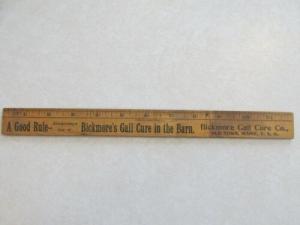 A Good Rule— Bickmore's Gall Cure in the Barn. Bickmore Gall Cure Co.,
OLD TOWN, MAINE, U. S. A.